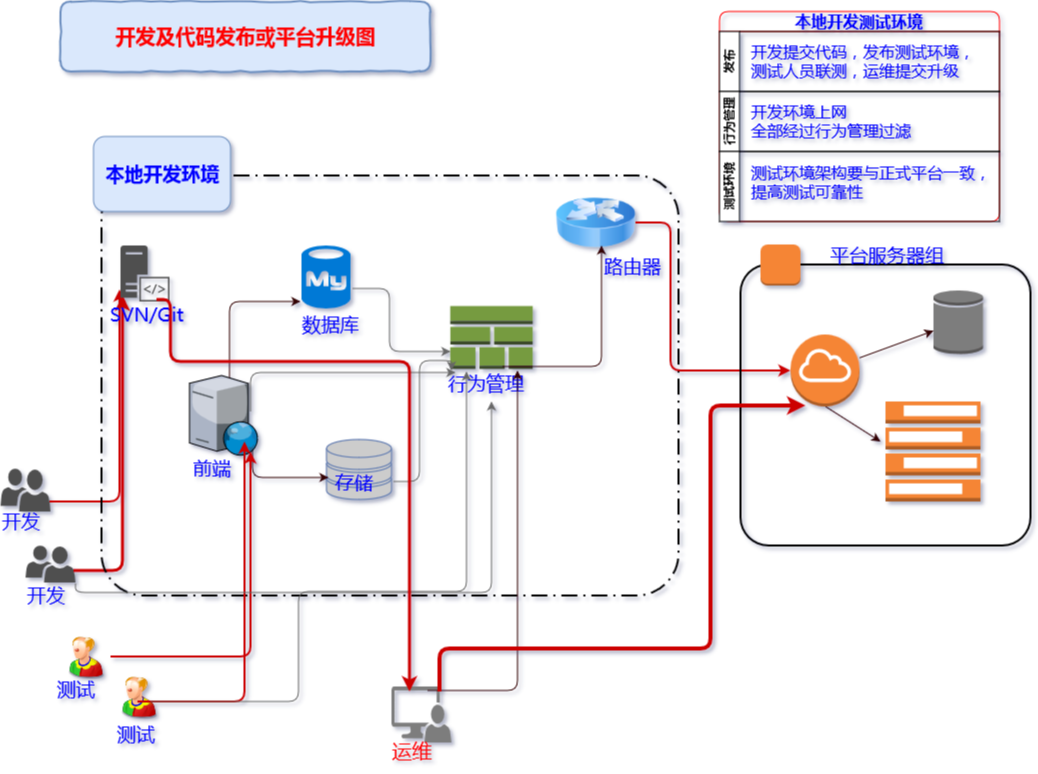 开发及代码发布或平台升级图
本地开发测试环境
发布
开发提交代码，发布测试环境，
测试人员联测，运维提交升级
行为管理
开发环境上网
全部经过行为管理过滤
测试环境
测试环境架构要与正式平台一致，
提高测试可靠性
本地开发环境
</>
SVN/Git
My
数据库
路由器
平台服务器组
行为管理
前端
存储
开发
开发
测试
测试
运维